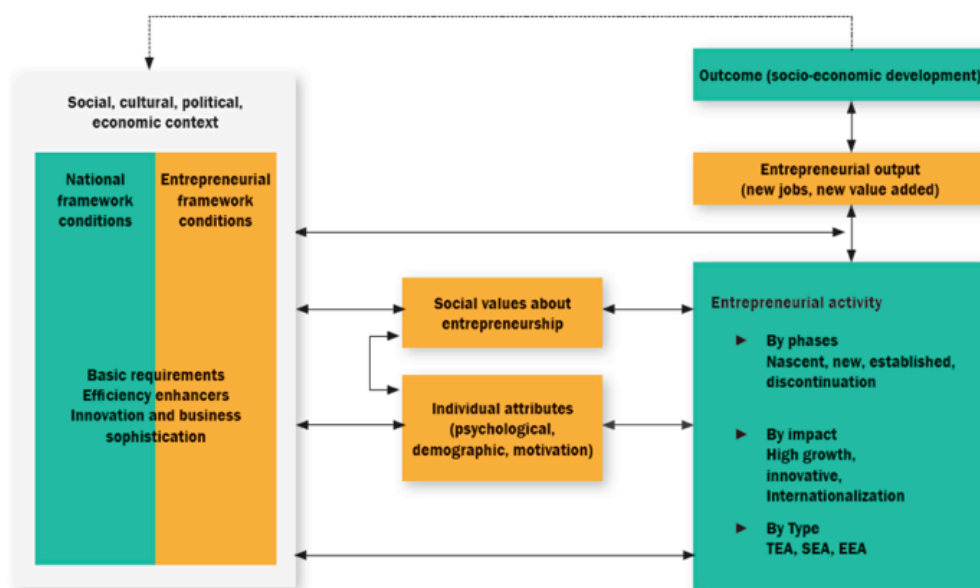 Social, cultural, political,
economic context
National
framework
conditions
Entrepreneurial
framework
conditions
Basic requirements
Efficiency enhancers
Innovation and business
sophistication
Social values about
entrepreneurship
Individual attributes
(psychological,
demographic, motivation)
Outcome (socio-economic development)
Entrepreneurial output
(new jobs, new value added)
Entrepreneurial activity
► By phases
Nascent, new, established,
discontinuation
► By impact
High growth,
innovative,
Internationalization
► By Type
TEA, SEA, EEA